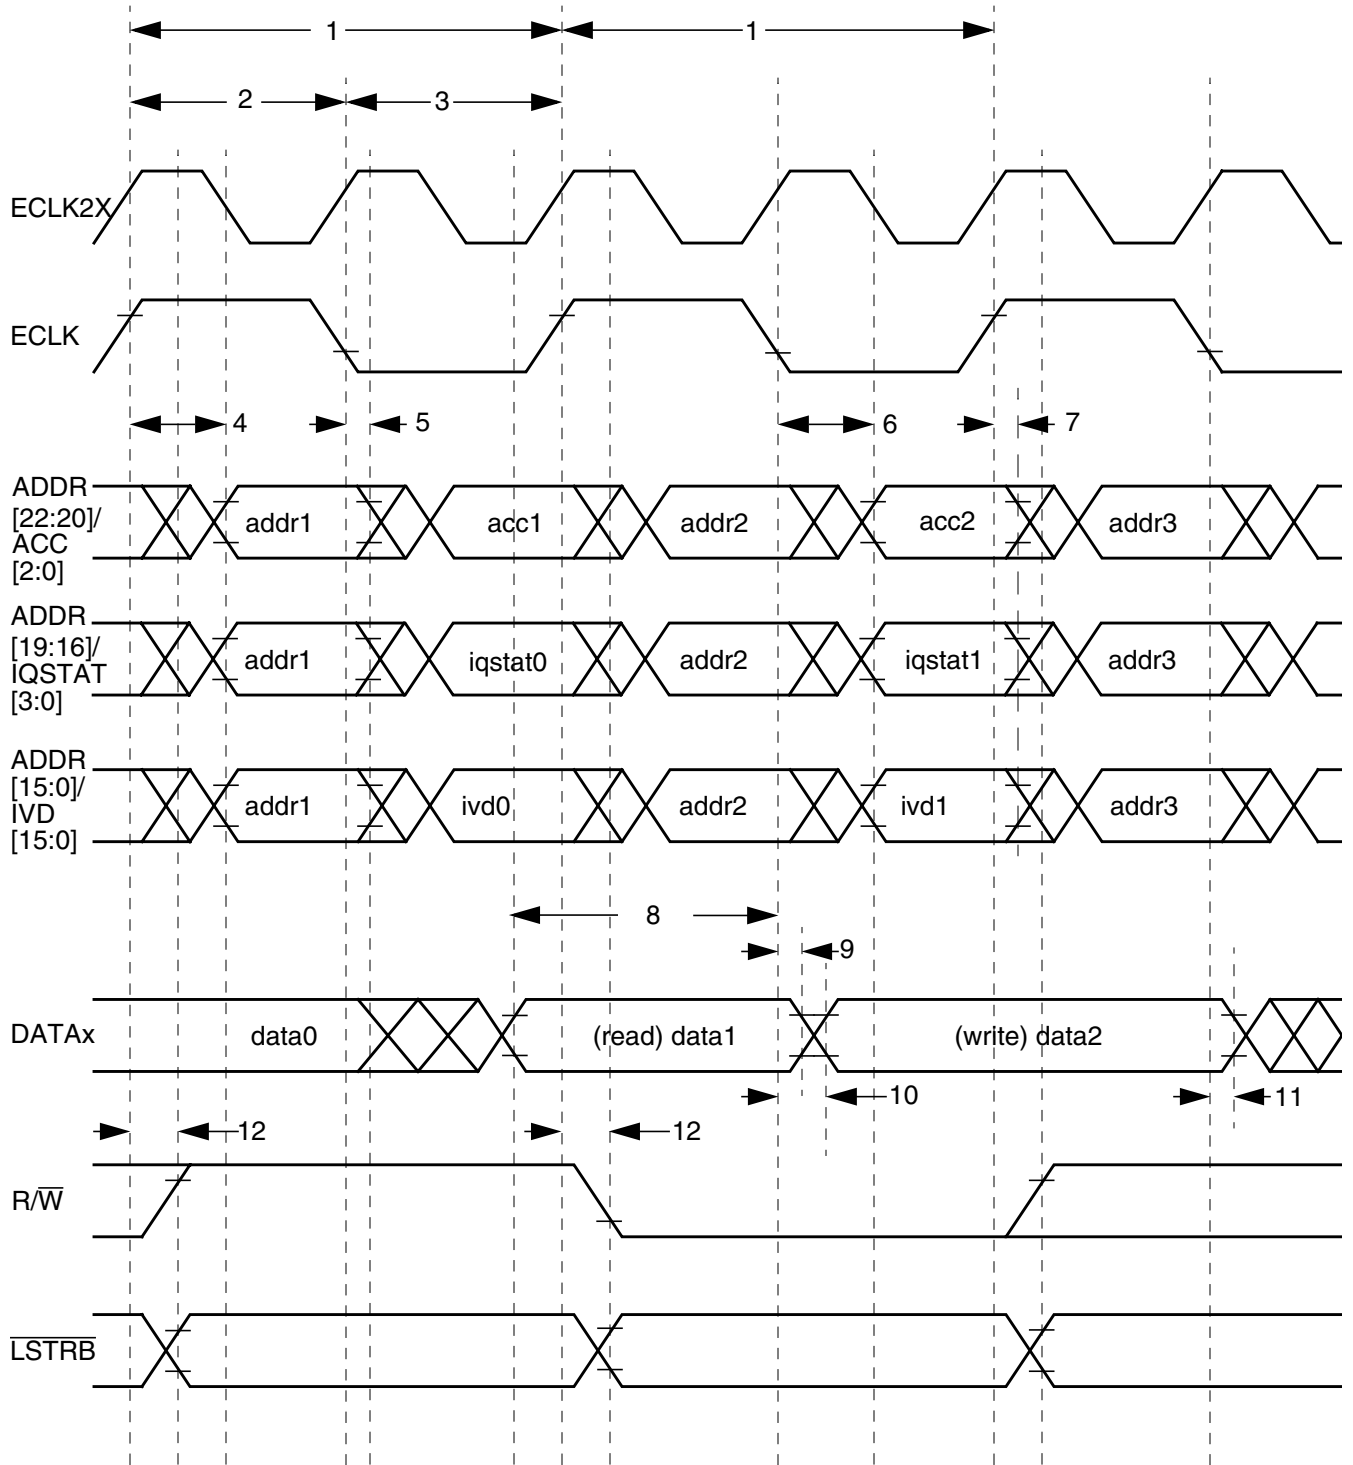 1 1
2 3
ECLK2X
ECLK
4 5 6 7
ADDR
[22:20]/
ACC
[2:0]
addr1 acc1 addr2 acc2 addr3
ADDR
[19:16]/
IQSTAT
[3:0]
addr1 iqstat0 addr2 iqstat1 addr3
ADDR
[15:0]/
IVD
[15:0]
addr1 ivd0 addr2 ivd1 addr3
8
9
DATAx data0 (read) data1 (write) data2
10 11
12 12
R/W
LSTRB